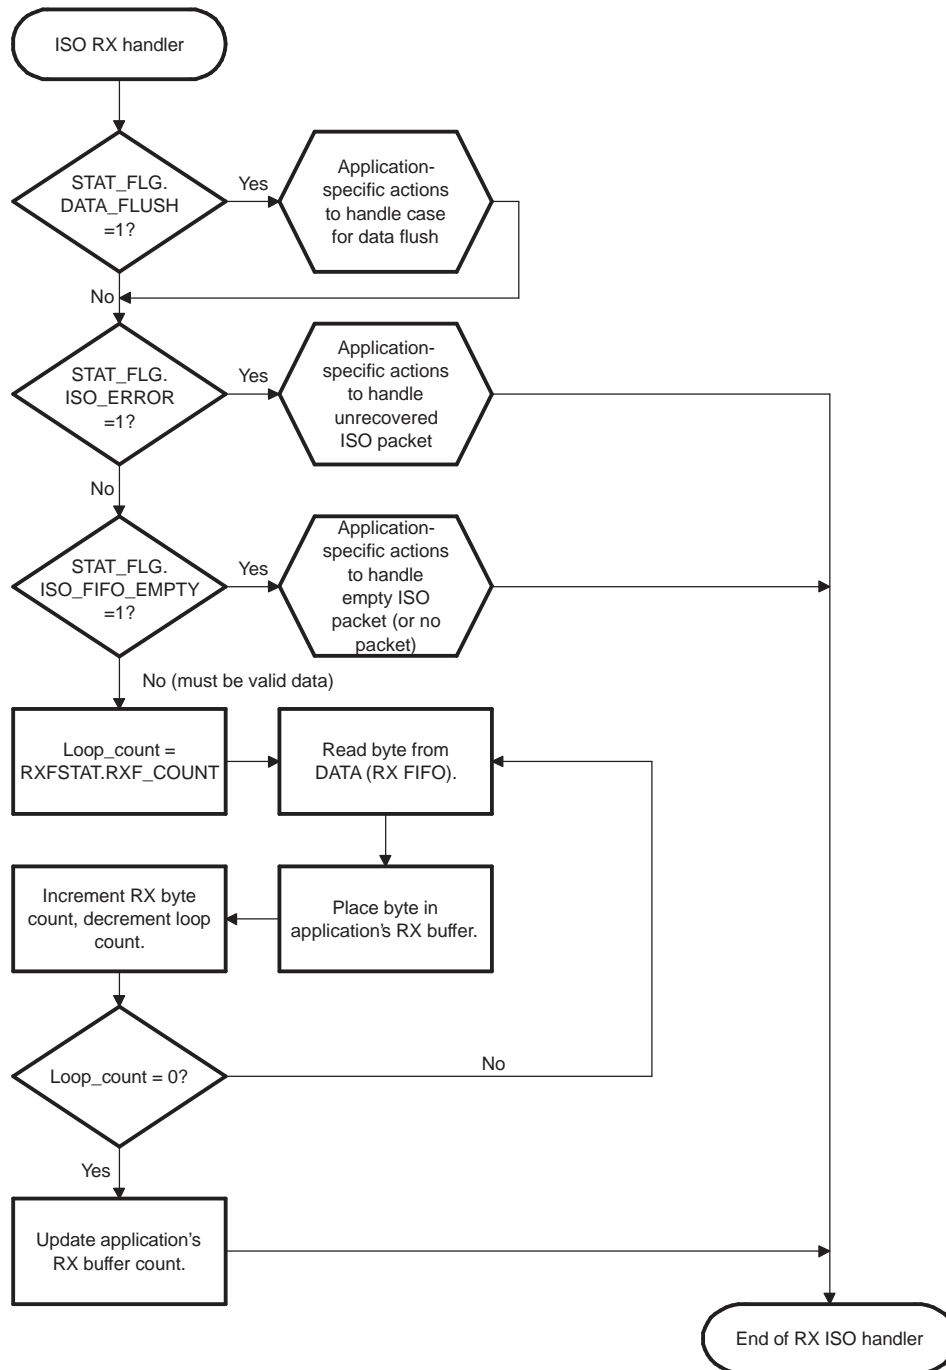 ISO RX handler
STAT_FLG.
DATA_FLUSH
=1?
Yes
Application-
specific actions
to handle case
for data flush
No
STAT_FLG.
ISO_ERROR
=1?
Yes
Application-
specific actions
to handle
unrecovered
ISO packet
No
STAT_FLG.
ISO_FIFO_EMPTY
=1?
Yes
Application-
specific actions
to handle
empty ISO
packet (or no
packet)
No (must be valid data)
Loop_count =
RXFSTAT.RXF_COUNT
Read byte from
DATA (RX FIFO).
Increment RX byte
count, decrement loop
count.
Place byte in
application's RX buffer.
Loop_count = 0?
No
Yes
Update application's
RX buffer count.
End of RX ISO handler